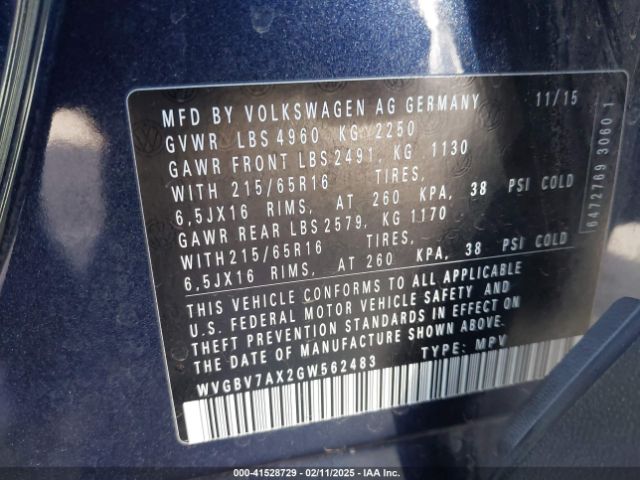 MFD BY VOLKSWAGEN AG GERMANY 11/15
GVWR LBS 4960 KG 2250
GAWR FRONT LBS 2491, KG 1130
WITH 215/65R16 TIRES,
6,5JX16 RIMS, AT 260 KPA, 38 PSI COLD
GAWR REAR LBS 2579, KG 1170
WITH 215/65R16 TIRES,
6,5JX16 RIMS, AT 260 KPA, 38 PSI COLD
THIS VEHICLE CONFORMS TO ALL APPLICABLE
U.S. FEDERAL MOTOR VEHICLE SAFETY AND
THEFT PREVENTION STANDARDS IN EFFECT ON
THE DATE OF MANUFACTURE SHOWN ABOVE.
WVGBV7AX2GW562483 TYPE: MPV
6472769 3060 1
000-41528729 - 02/11/2025 - IAA Inc.